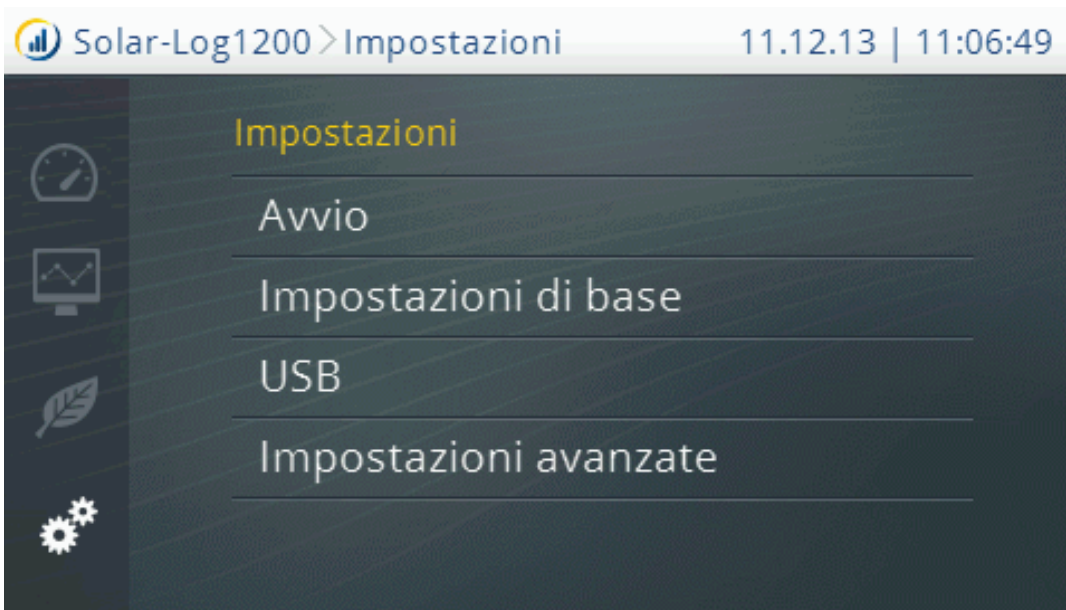 Solar-Log1200 > Impostazioni 11.12.13 | 11:06:49
Impostazioni
Avvio
Impostazioni di base
USB
Impostazioni avanzate